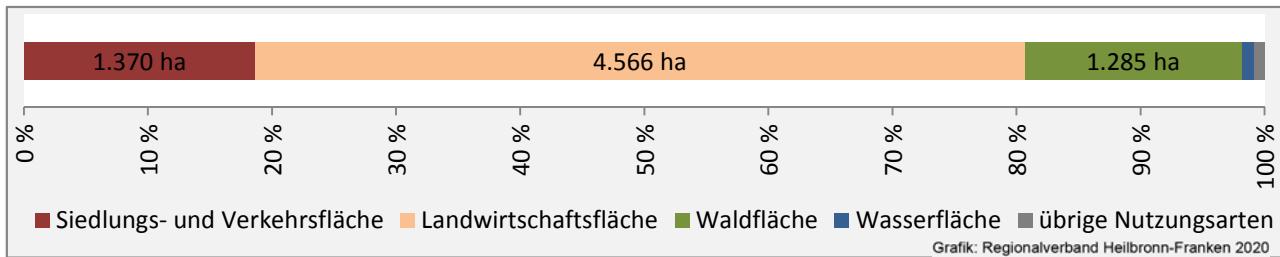 1.370 ha 4.566 ha 1.285 ha
0 % 10 % 20 % 30 % 40 % 50 % 60 % 70 % 80 % 90 % 100 %
Siedlungs- und Verkehrsfläche Landwirtschaftsfläche Waldfläche Wasserfläche übrige Nutzungsarten
Grafik: Regionalverband Heilbronn-Franken 2020